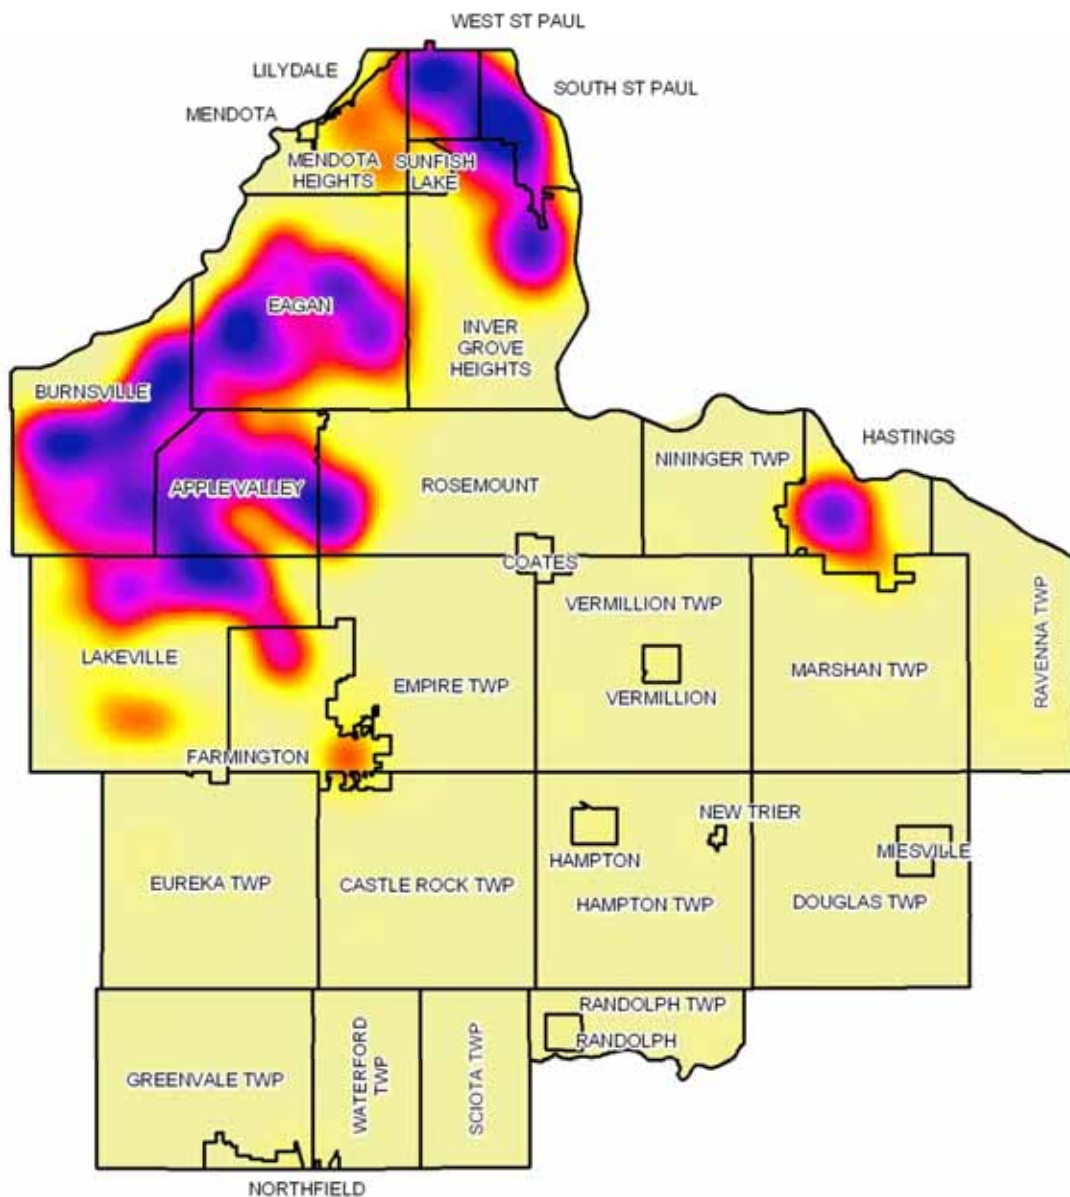 WEST ST PAUL
LILYDALE
SOUTH ST PAUL
MENDOTA
MENDOTA
HEIGHTS
SUNFISH
LAKE
EAGAN
INVER
GROVE
HEIGHTS
BURNSVILLE
HASTINGS
NININGER TWP
APPLE VALLEY
ROSEMOUNT
COATES
VERMILLION TWP
RAVENNA TWP
LAKEVILLE
EMPIRE TWP
VERMILLION
MARSHAN TWP
FARMINGTON
NEW TRIER
HAMPTON
MIESVILLE
EUREKA TWP
CASTLE ROCK TWP
HAMPTON TWP
DOUGLAS TWP
RANDOLPH TWP
RANDOLPH
GREENVALE TWP
WATERFORD
TWP
SCIOTA TWP
NORTHFIELD